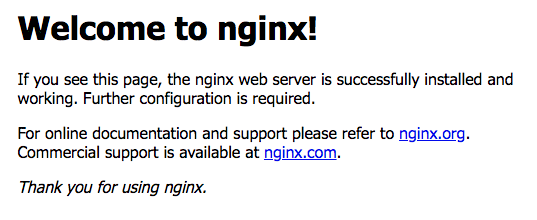 Welcome to nginx!
If you see this page, the nginx web server is successfully installed and
working. Further configuration is required.
For online documentation and support please refer to nginx.org.
Commercial support is available at nginx.com.
Thank you for using nginx.